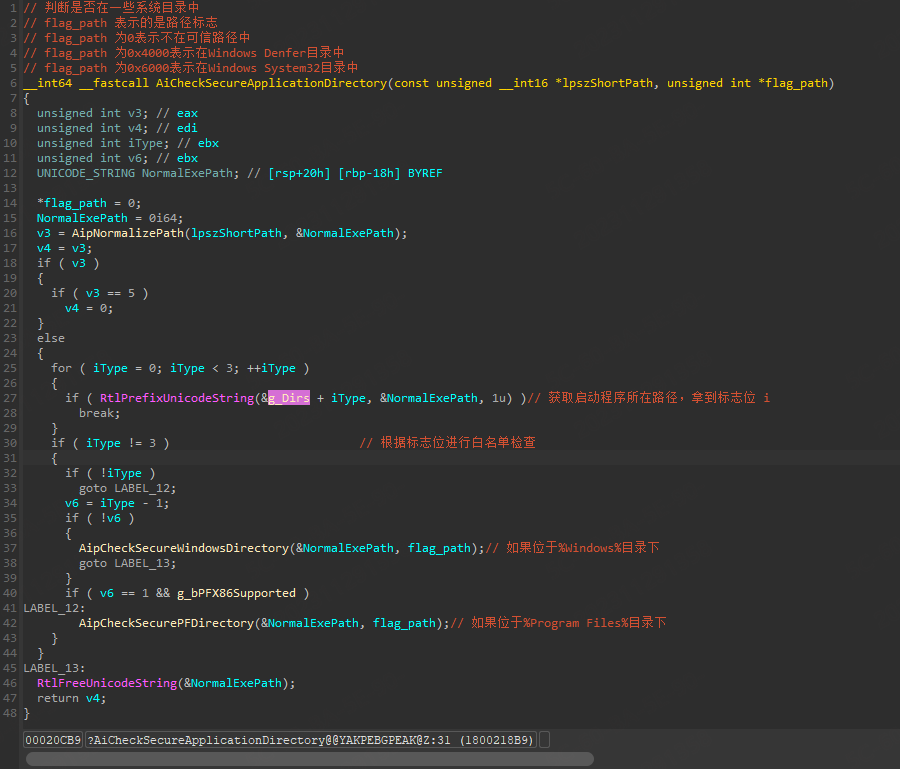 1 // 判断是否在一些系统目录中
2 // flag_path 表示的是路径标志
3 // flag_path 为0表示不在可信路径中
4 // flag_path 为0x4000表示在Windows Denfer目录中
5 // flag_path 为0x6000表示在Windows System32目录中
6 __int64 __fastcall AiCheckSecureApplicationDirectory(const unsigned __int16 *lpszShortPath, unsigned int *flag_path)
7 {
8   unsigned int v3; // eax
9   unsigned int v4; // edi
10   unsigned int iType; // ebx
11   unsigned int v6; // ebx
12   UNICODE_STRING NormalExePath; // [rsp+20h] [rbp-18h] BYREF
13
14   *flag_path = 0;
15   NormalExePath = 0i64;
16   v3 = AipNormalizePath(lpszShortPath, &NormalExePath);
17   v4 = v3;
18   if ( v3 )
19   {
20     if ( v3 == 5 )
21       v4 = 0;
22   }
23   else
24   {
25     for ( iType = 0; iType < 3; ++iType )
26     {
27       if ( RtlPrefixUnicodeString(&g_Dirs + iType, &NormalExePath, 1u) )// 获取启动程序所在路径，拿到标志位 i
28         break;
29     }
30     if ( iType != 3 )                           // 根据标志位进行白名单检查
31     {
32       if ( !iType )
33         goto LABEL_12;
34       v6 = iType - 1;
35       if ( !v6 )
36       {
37         AipCheckSecureWindowsDirectory(&NormalExePath, flag_path);// 如果位于%Windows%目录下
38         goto LABEL_13;
39       }
40       if ( v6 == 1 && g_bPFX86Supported )
41 LABEL_12:
42         AipCheckSecurePFDirectory(&NormalExePath, flag_path);// 如果位于%Program Files%目录下
43     }
44   }
45 LABEL_13:
46   RtlFreeUnicodeString(&NormalExePath);
47   return v4;
48 }
00020CB9 ?AiCheckSecureApplicationDirectory@@YAKPEBGPEAK@Z:31 (1800218B9)